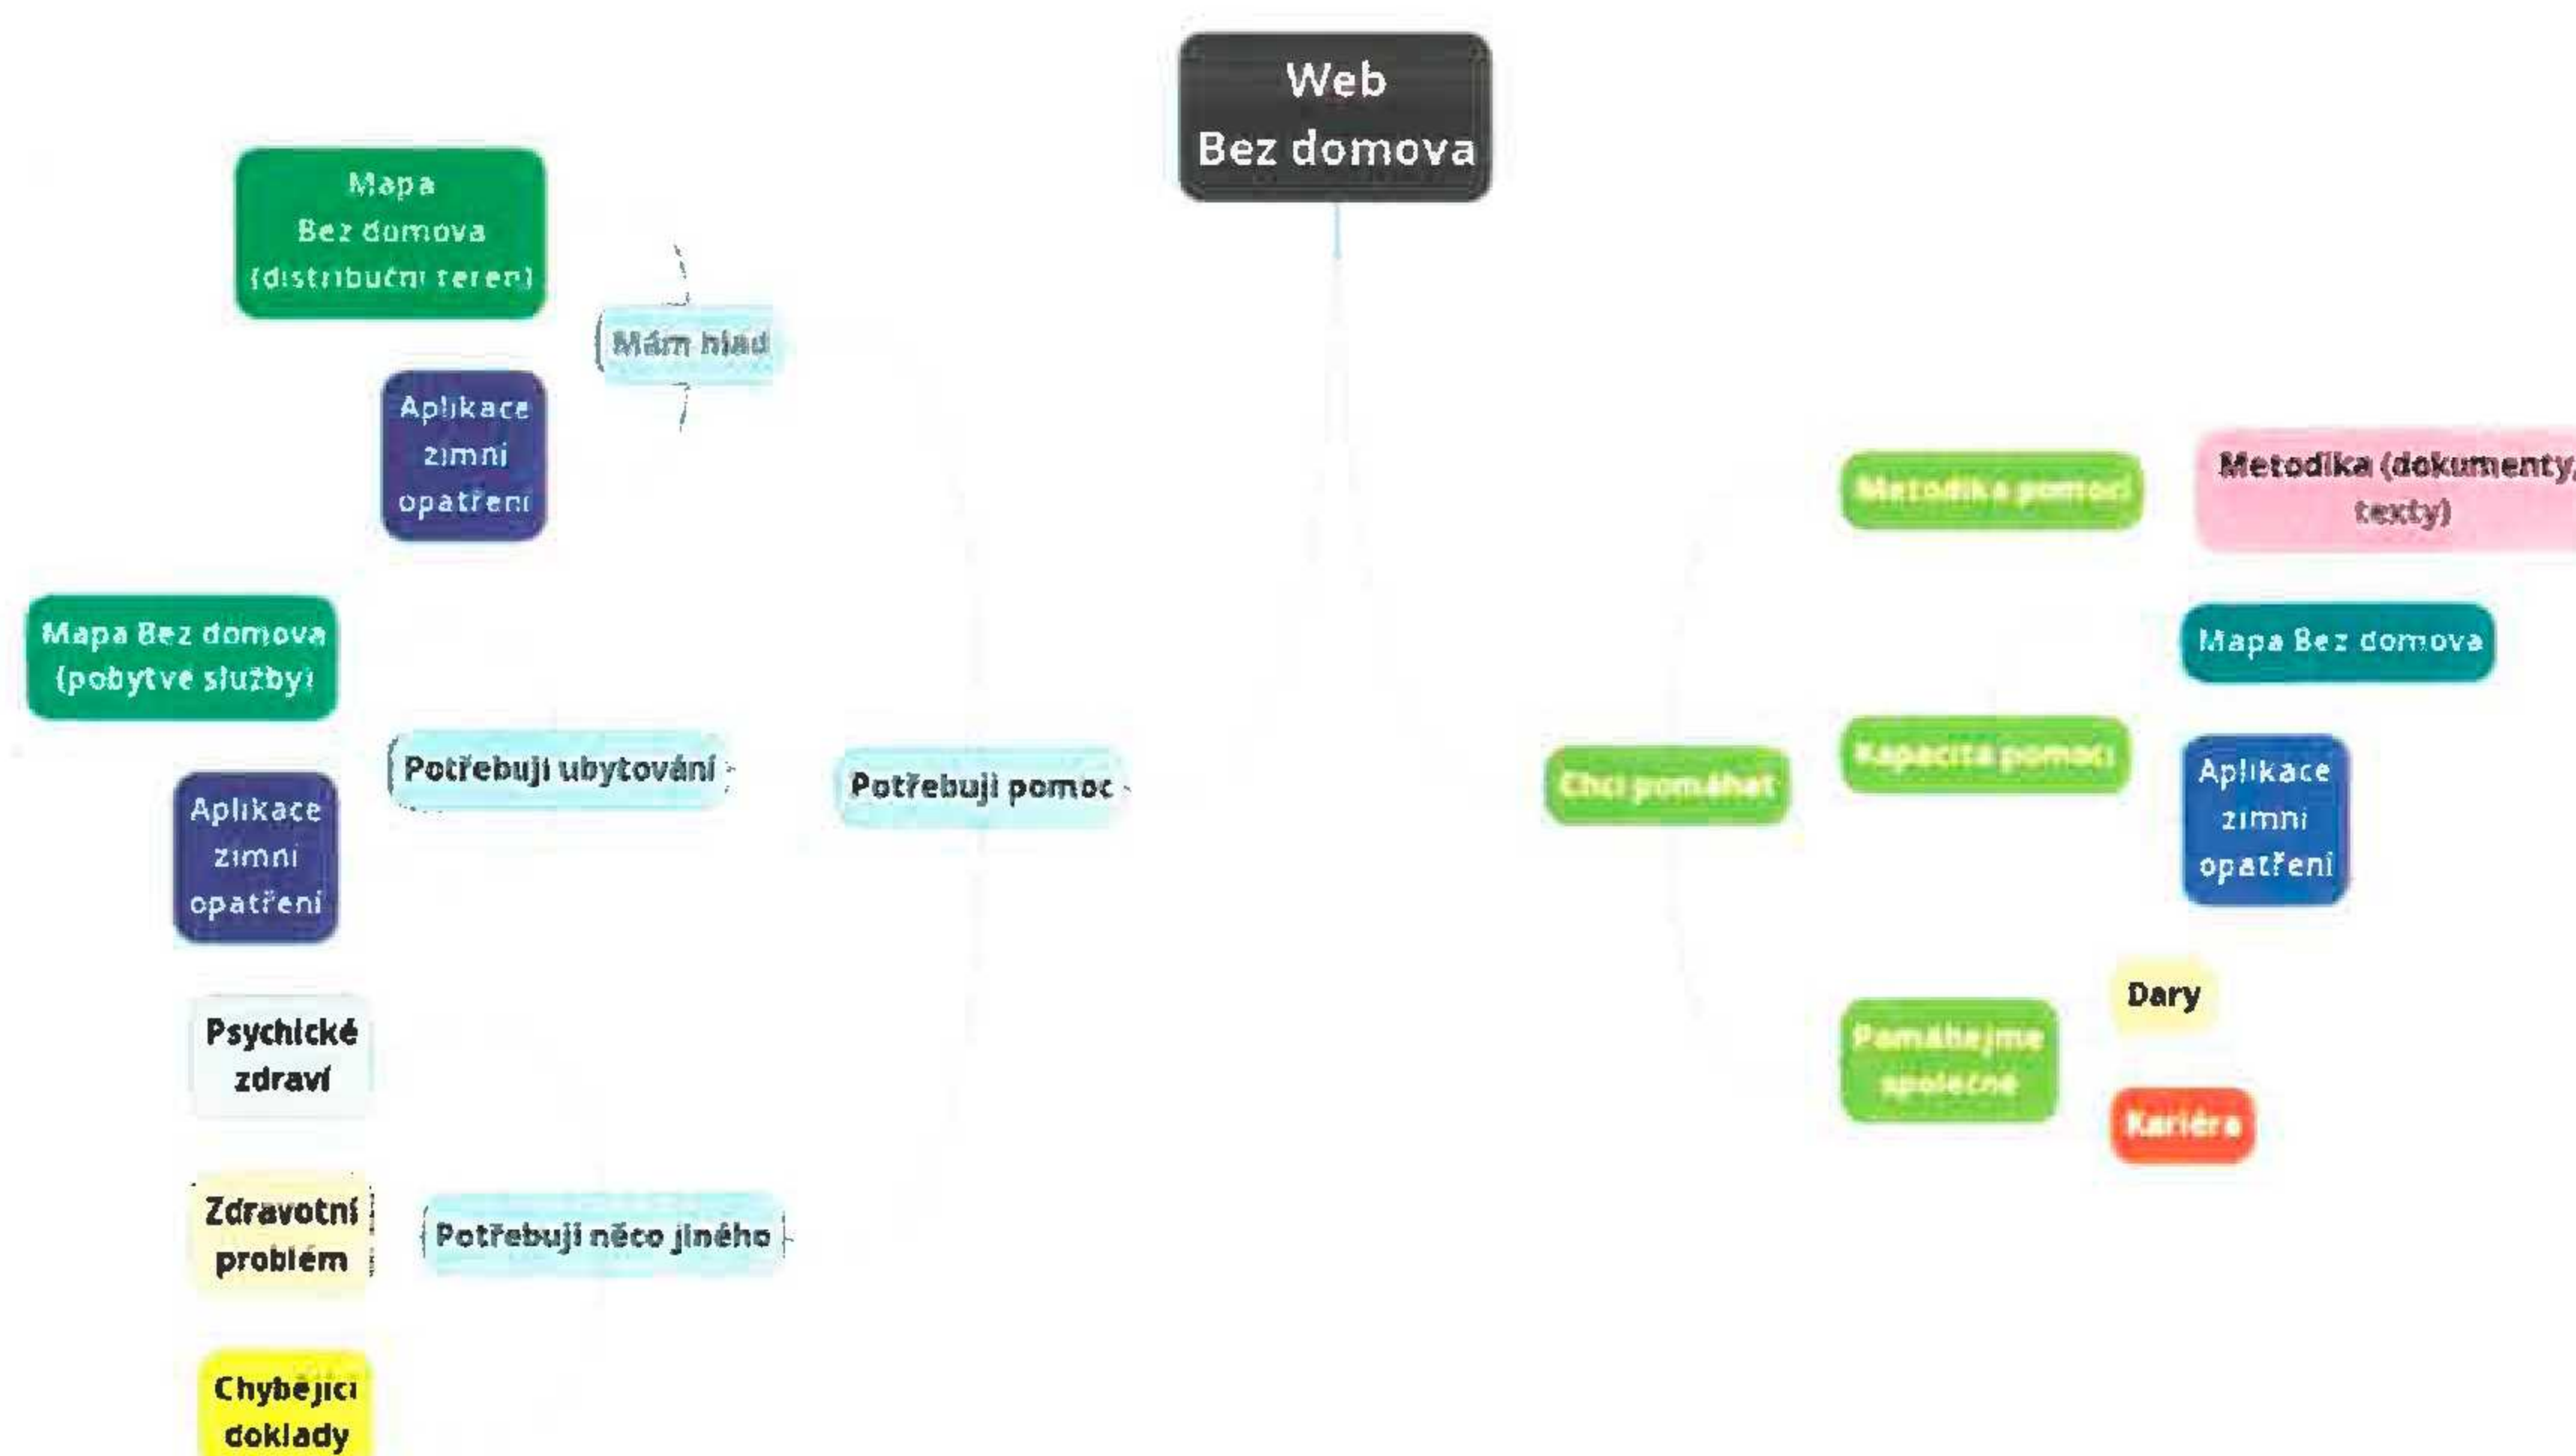 Web
Bez domova
Mapa
Bez domova
(distribuční teren)
Mám hlad
Aplikace
zimní
opatření
Mapa Bez domova
(pobytve služby)
Potřebuji ubytování
Potřebuji pomoc
Aplikace
zimní
opatření
Psychické
zdraví
Zdravotní
problém
Potřebuji něco jiného
Chybějící
doklady
Metodika pomoci
Metodika (dokumenty,
texty)
Mapa Bez domova
Chci pomáhat
Kapacita pomoci
Aplikace
zimní
opatření
Pomáhejme
společně
Dary
Kariéra